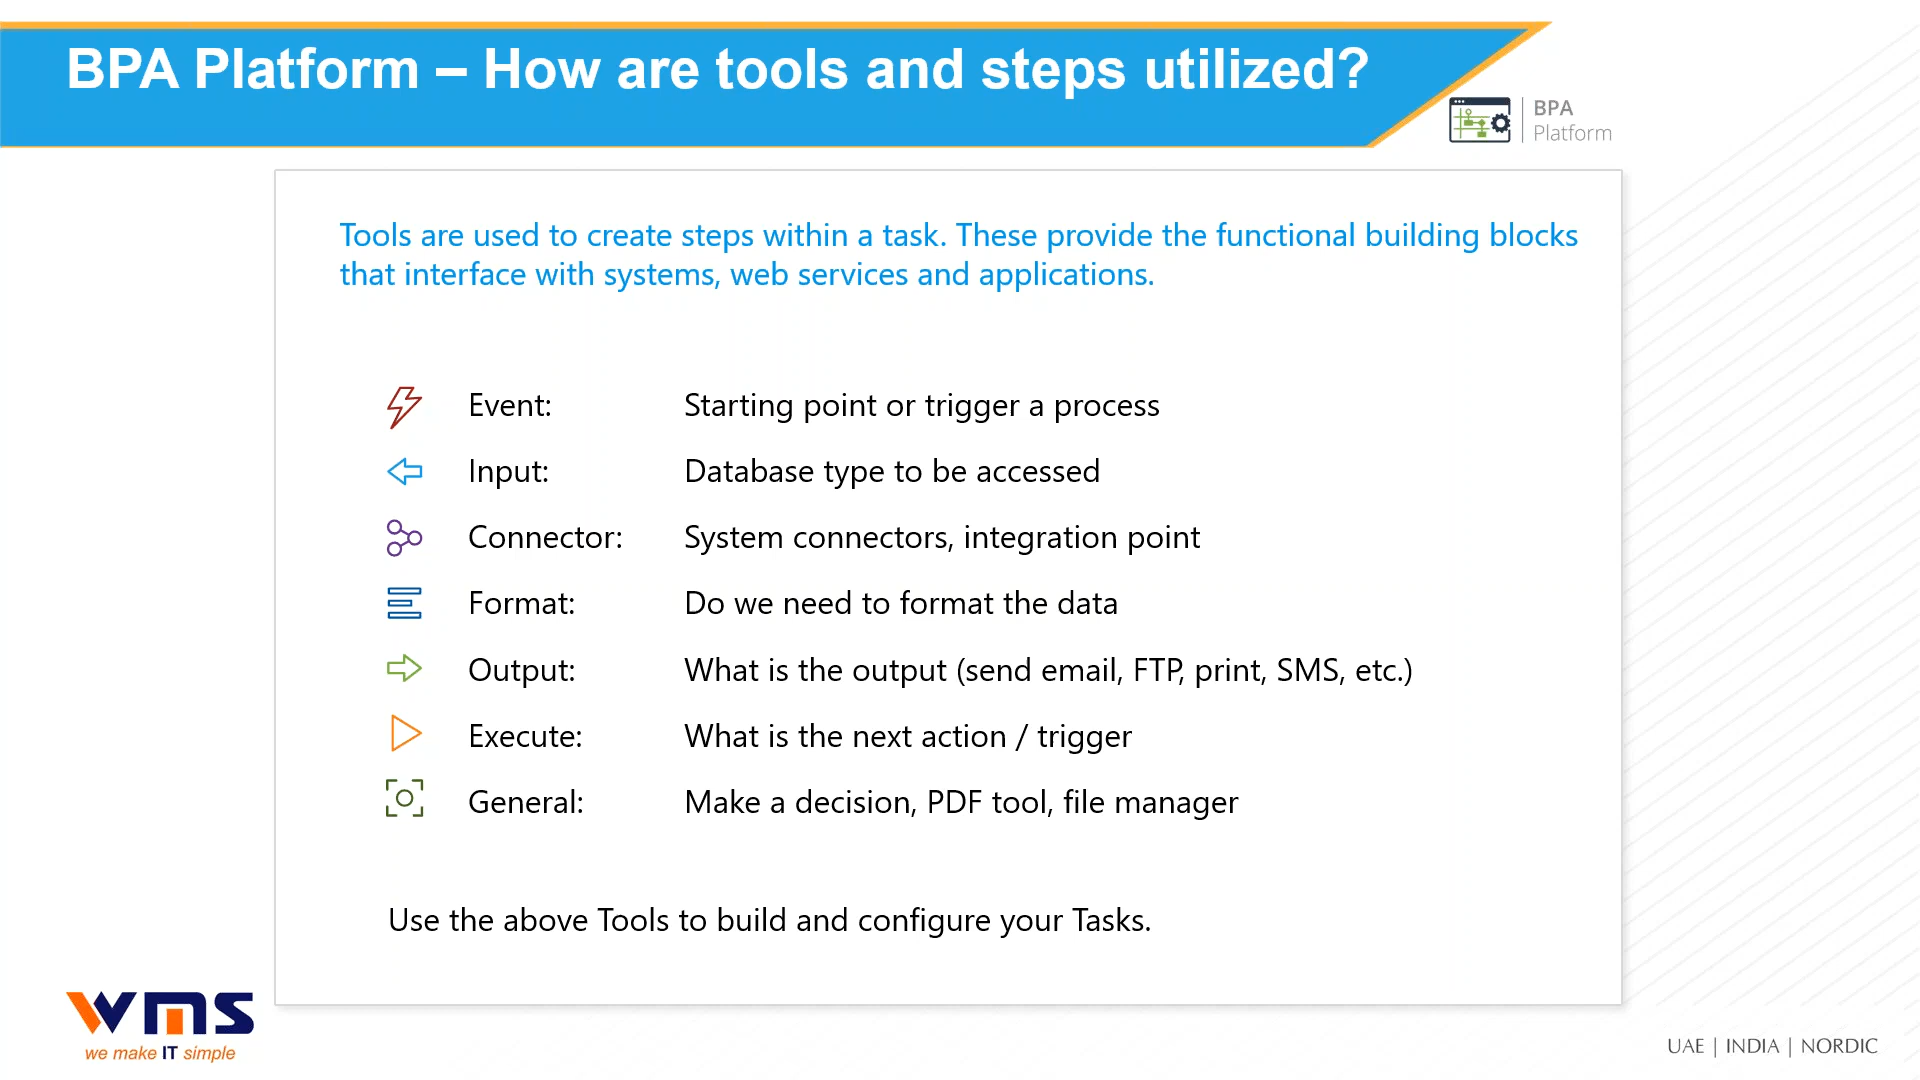 BPA Platform – How are tools and steps utilized?
BPA
Platform
Tools are used to create steps within a task. These provide the functional building blocks
that interface with systems, web services and applications.
Event: Starting point or trigger a process
Input: Database type to be accessed
Connector: System connectors, integration point
Format: Do we need to format the data
Output: What is the output (send email, FTP, print, SMS, etc.)
Execute: What is the next action / trigger
General: Make a decision, PDF tool, file manager
Use the above Tools to build and configure your Tasks.
wms
we make IT simple
UAE | INDIA | NORDIC